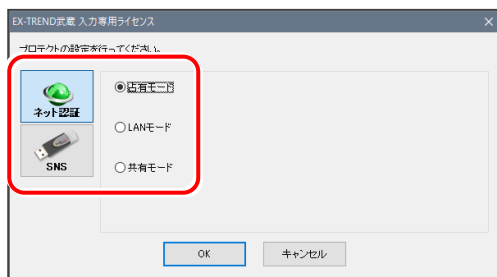 EX-TREND武蔵 入力専用ライセンス
プロテクトの設定を行ってください。
ネット認証
占有モード
LANモード
SNS
共有モード
OK
キャンセル